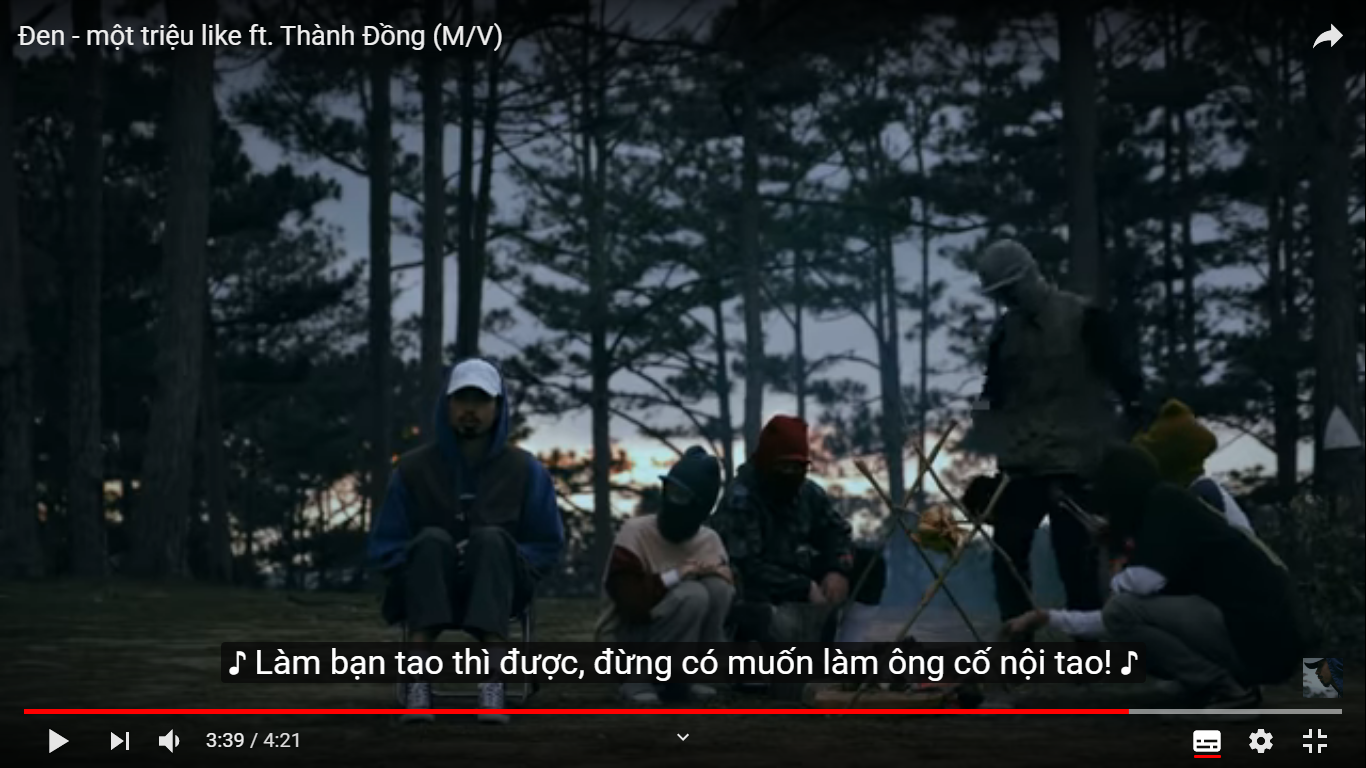 Đen - một triệu like ft. Thành Đồng (M/V)
♪ Làm bạn tao thì được, đừng có muốn làm ông cố nội tao! ♪
3:39 / 4:21